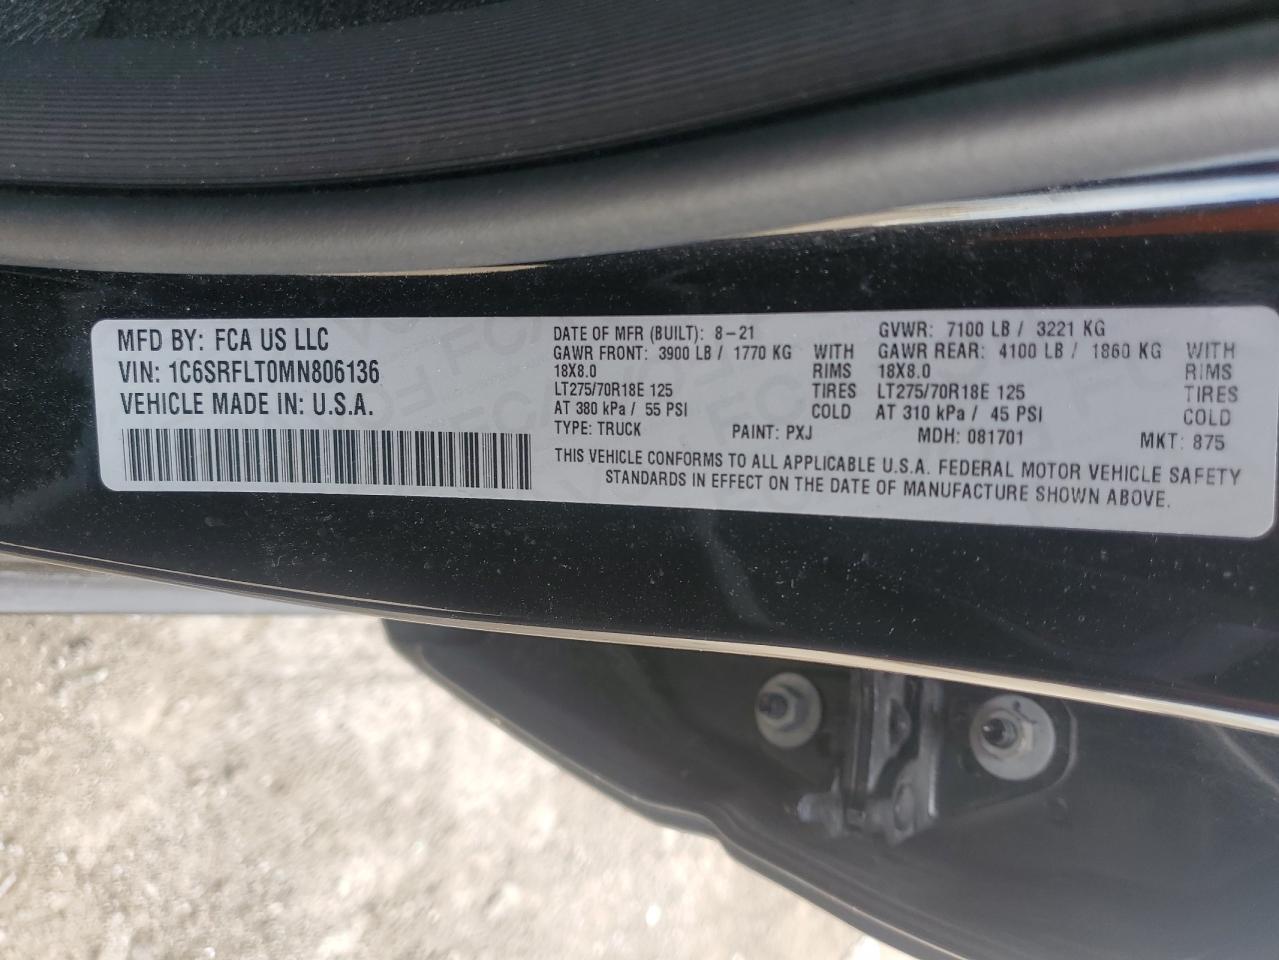 MFD BY: FCA US LLC
VIN: 1C6SRFLT0MN806136
VEHICLE MADE IN: U.S.A.
DATE OF MFR (BUILT): 8-21
GAWR FRONT: 3900 LB / 1770 KG WITH
18X8.0 RIMS
LT275/70R18E 125 TIRES
AT 380 kPa / 55 PSI COLD
GVWR: 7100 LB / 3221 KG
GAWR REAR: 4100 LB / 1860 KG WITH
18X8.0 RIMS
LT275/70R18E 125 TIRES
AT 310 kPa / 45 PSI COLD
TYPE: TRUCK PAINT: PXJ MDH: 081701 MKT: 875
THIS VEHICLE CONFORMS TO ALL APPLICABLE U.S.A. FEDERAL MOTOR VEHICLE SAFETY
STANDARDS IN EFFECT ON THE DATE OF MANUFACTURE SHOWN ABOVE.